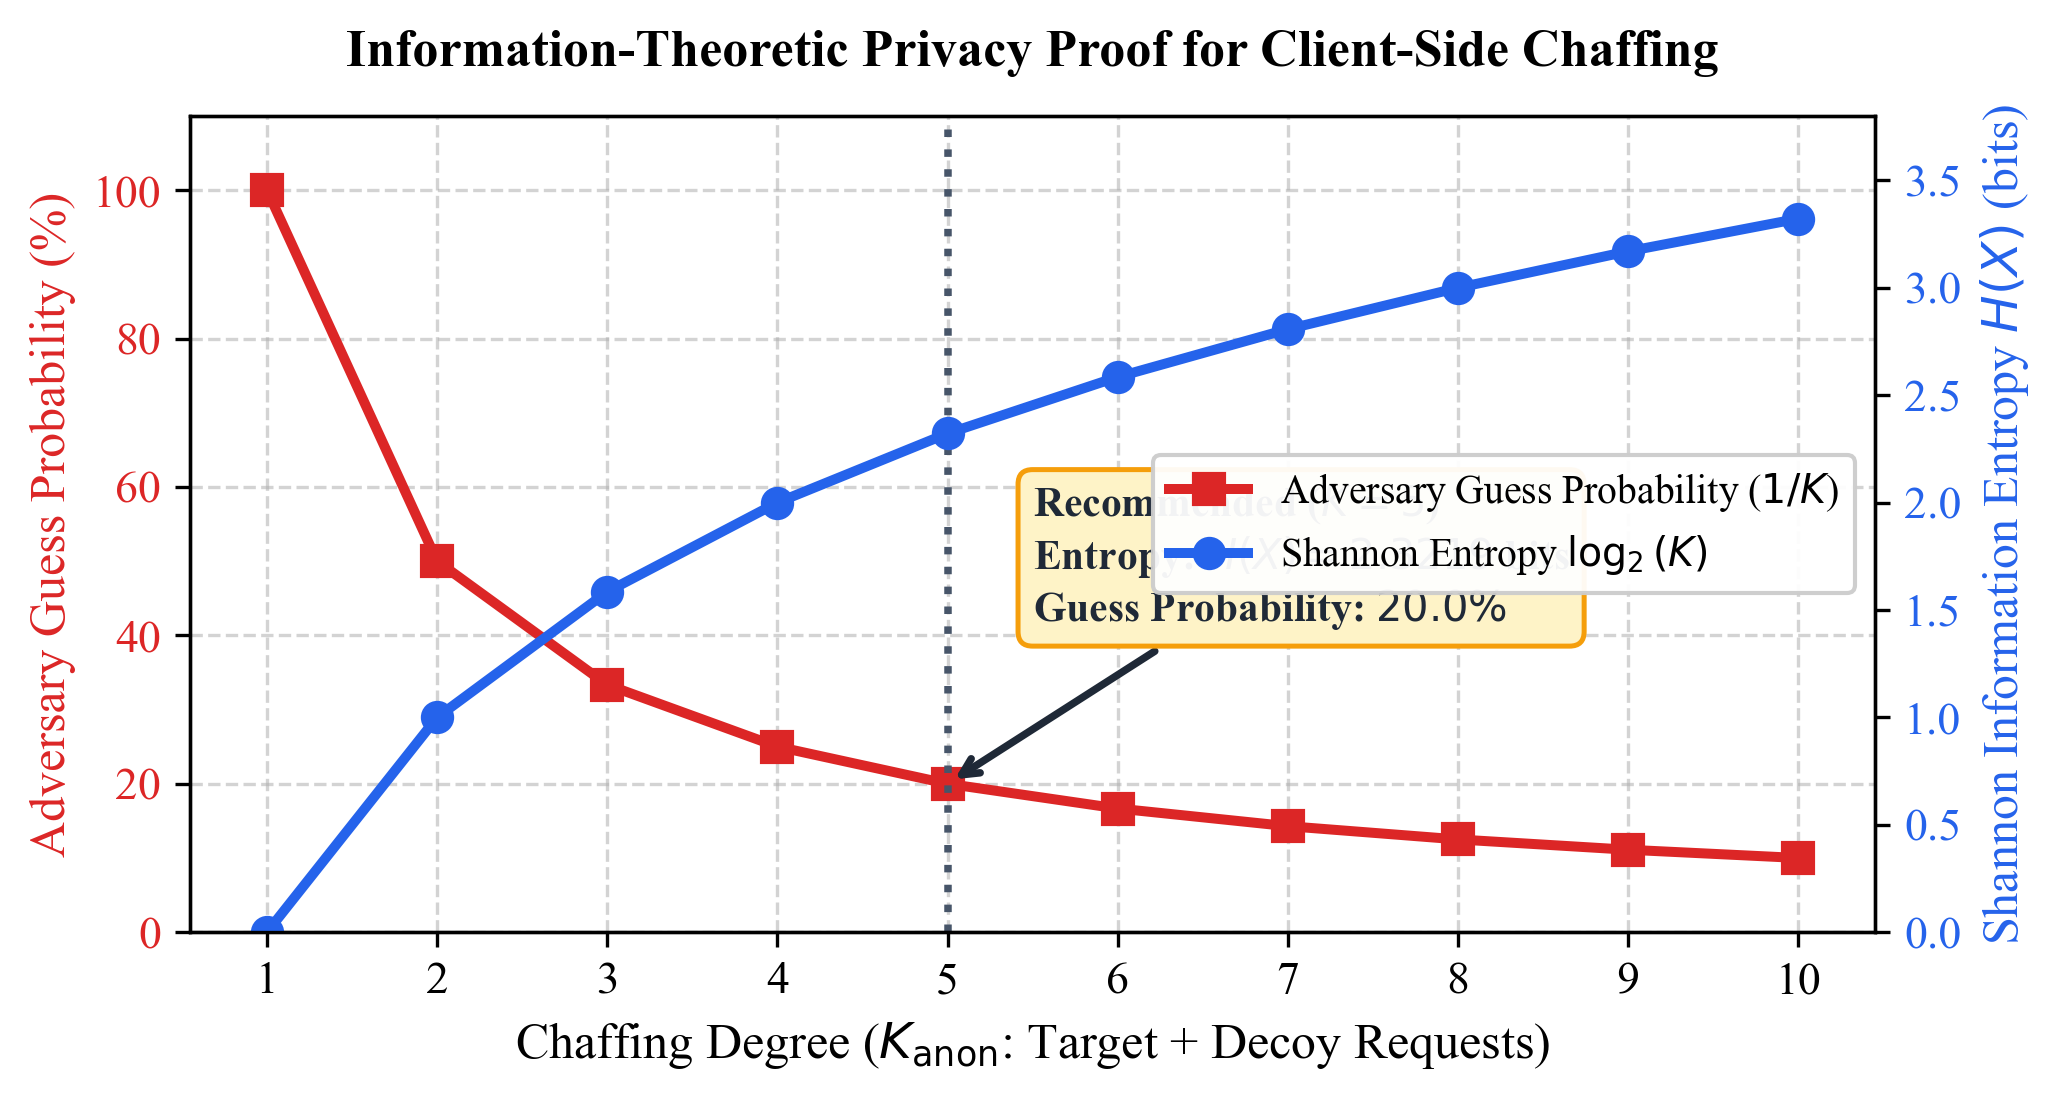 Information-Theoretic Privacy Proof for Client-Side Chaffing
Adversary Guess Probability (%)
100
80
60
40
20
0
3.5
3.0
2.5
2.0
1.5
1.0
0.5
0.0
Shannon Information Entropy H(X) (bits)
Adversary Guess Probability (1/K)
Shannon Entropy log₂ (K)
Recommended (K = 5)
Entropy: H(X)
Guess Probability: 20.0%
1 2 3 4 5 6 7 8 9 10
Chaffing Degree (K_anon: Target + Decoy Requests)